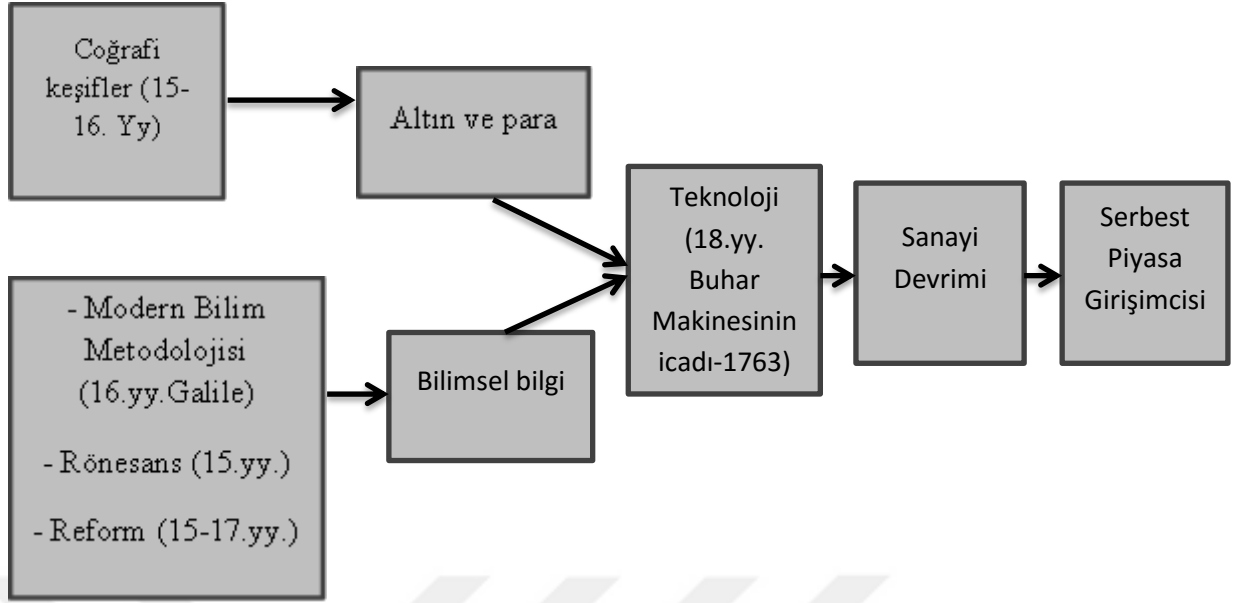 Coğrafi
keşifler (15-
16. Yy)
Altın ve para
- Modern Bilim
Metodolojisi
(16.yy.Galile)
- Rönesans (15.yy.)
- Reform (15-17.yy.)
Bilimsel bilgi
Teknoloji
(18.yy.
Buhar
Makinesinin
icadı-1763)
Sanayi
Devrimi
Serbest
Piyasa
Girişimcisi